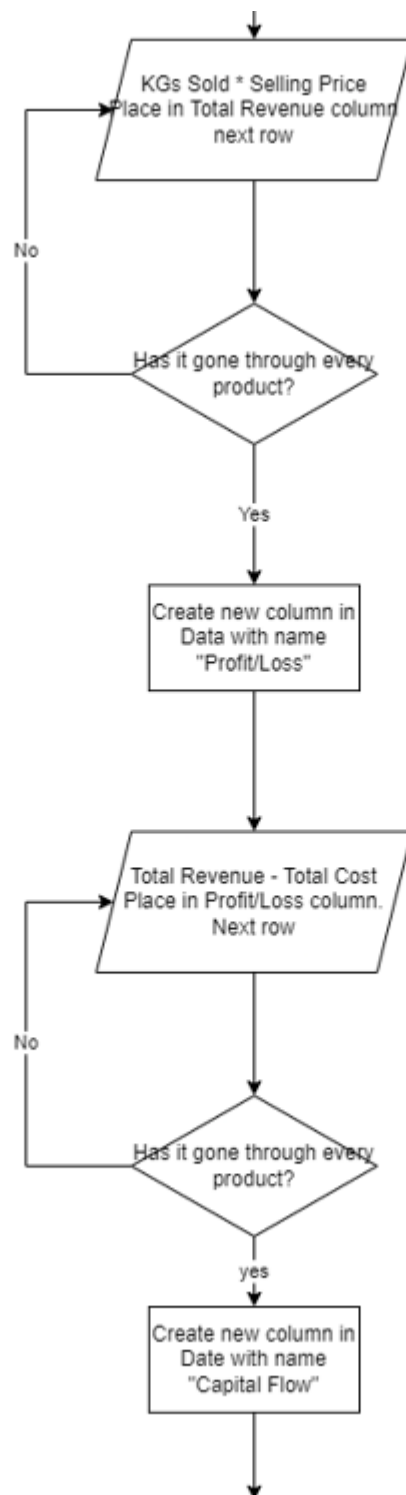 KGs Sold * Selling Price
Place in Total Revenue column
next row
No
Has it gone through every
product?
Yes
Create new column in
Data with name
"Profit/Loss"
Total Revenue - Total Cost
Place in Profit/Loss column.
Next row
No
Has it gone through every
product?
yes
Create new column in
Date with name
"Capital Flow"